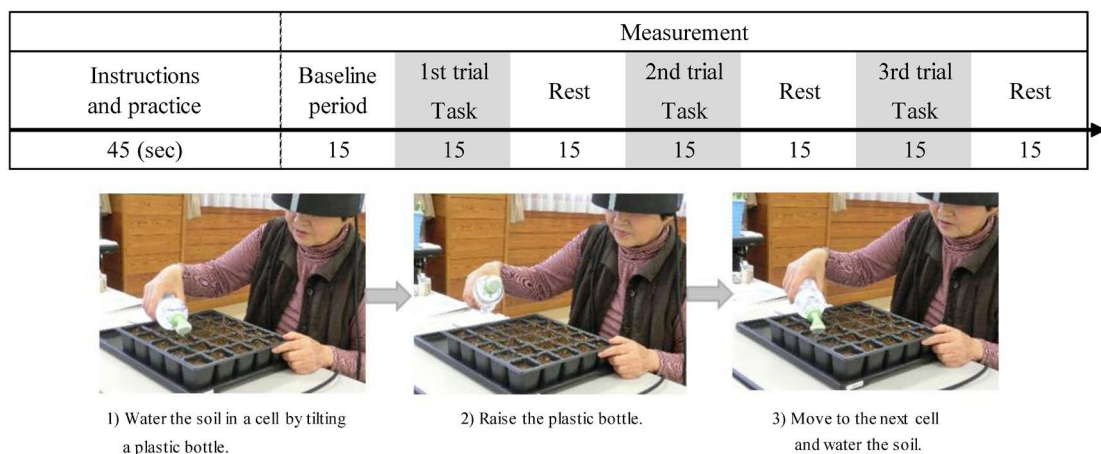 Measurement
Instructions and practice
Baseline period
1st trial Task
Rest
2nd trial Task
Rest
3rd trial Task
Rest
45 (sec)
15
15
15
15
15
15
15
1) Water the soil in a cell by tilting
a plastic bottle.
2) Raise the plastic bottle.
3) Move to the next cell
and water the soil.